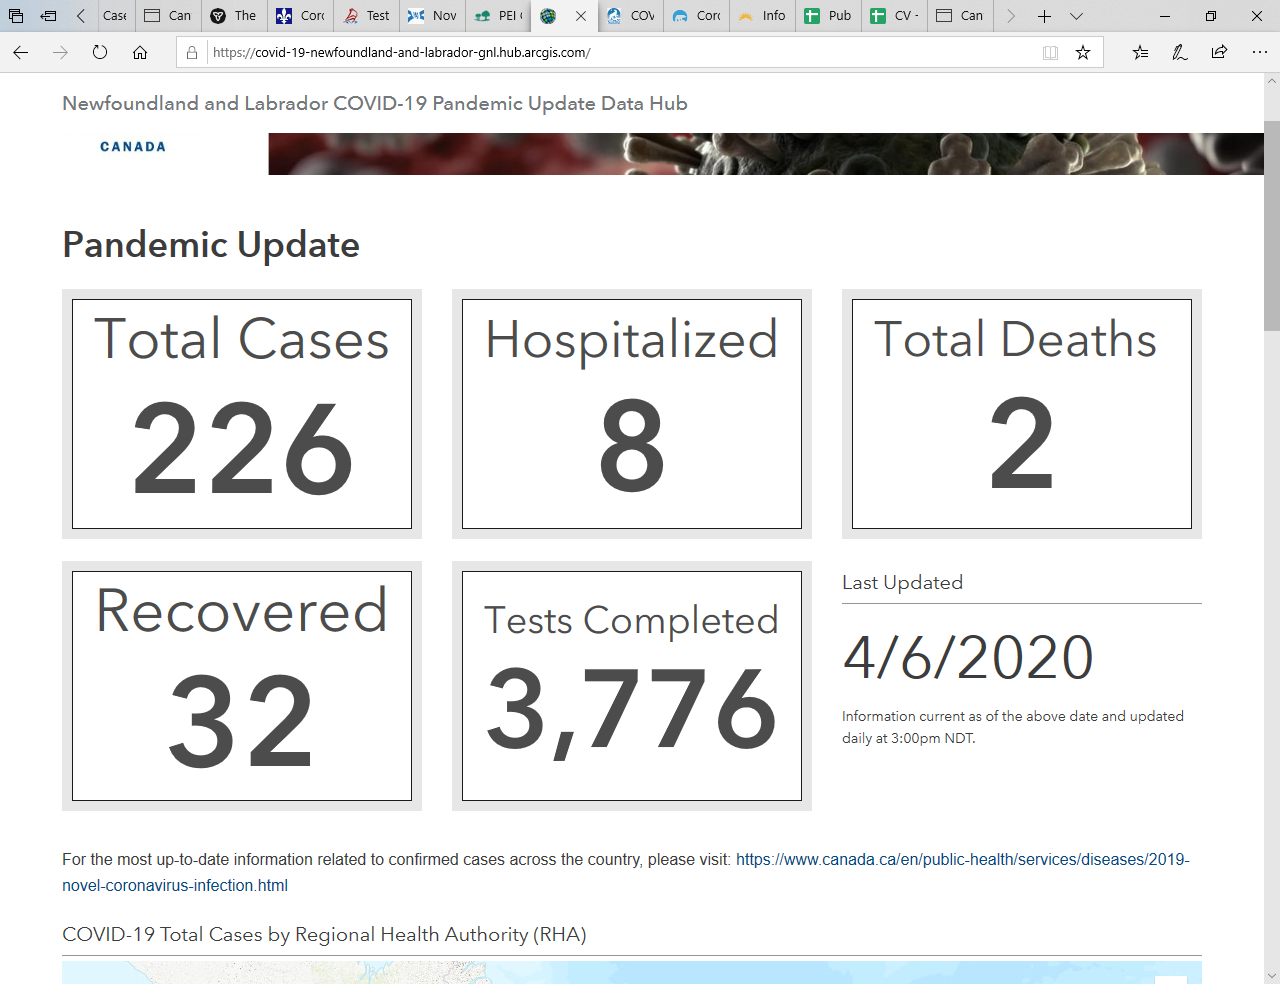 Case
Can
The
Corc
Test
Nov
PEI
COV
Corc
Info
Pub
CV -
Can
https://covid-19-newfoundland-and-labrador-gnl.hub.arcgis.com/
Newfoundland and Labrador COVID-19 Pandemic Update Data Hub
CANADA
Pandemic Update
Total Cases
226
Hospitalized
8
Total Deaths
2
Recovered
32
Tests Completed
3,776
Last Updated
4/6/2020
Information current as of the above date and updated
daily at 3:00pm NDT.
For the most up-to-date information related to confirmed cases across the country, please visit: https://www.canada.ca/en/public-health/services/diseases/2019-
novel-coronavirus-infection.html
COVID-19 Total Cases by Regional Health Authority (RHA)